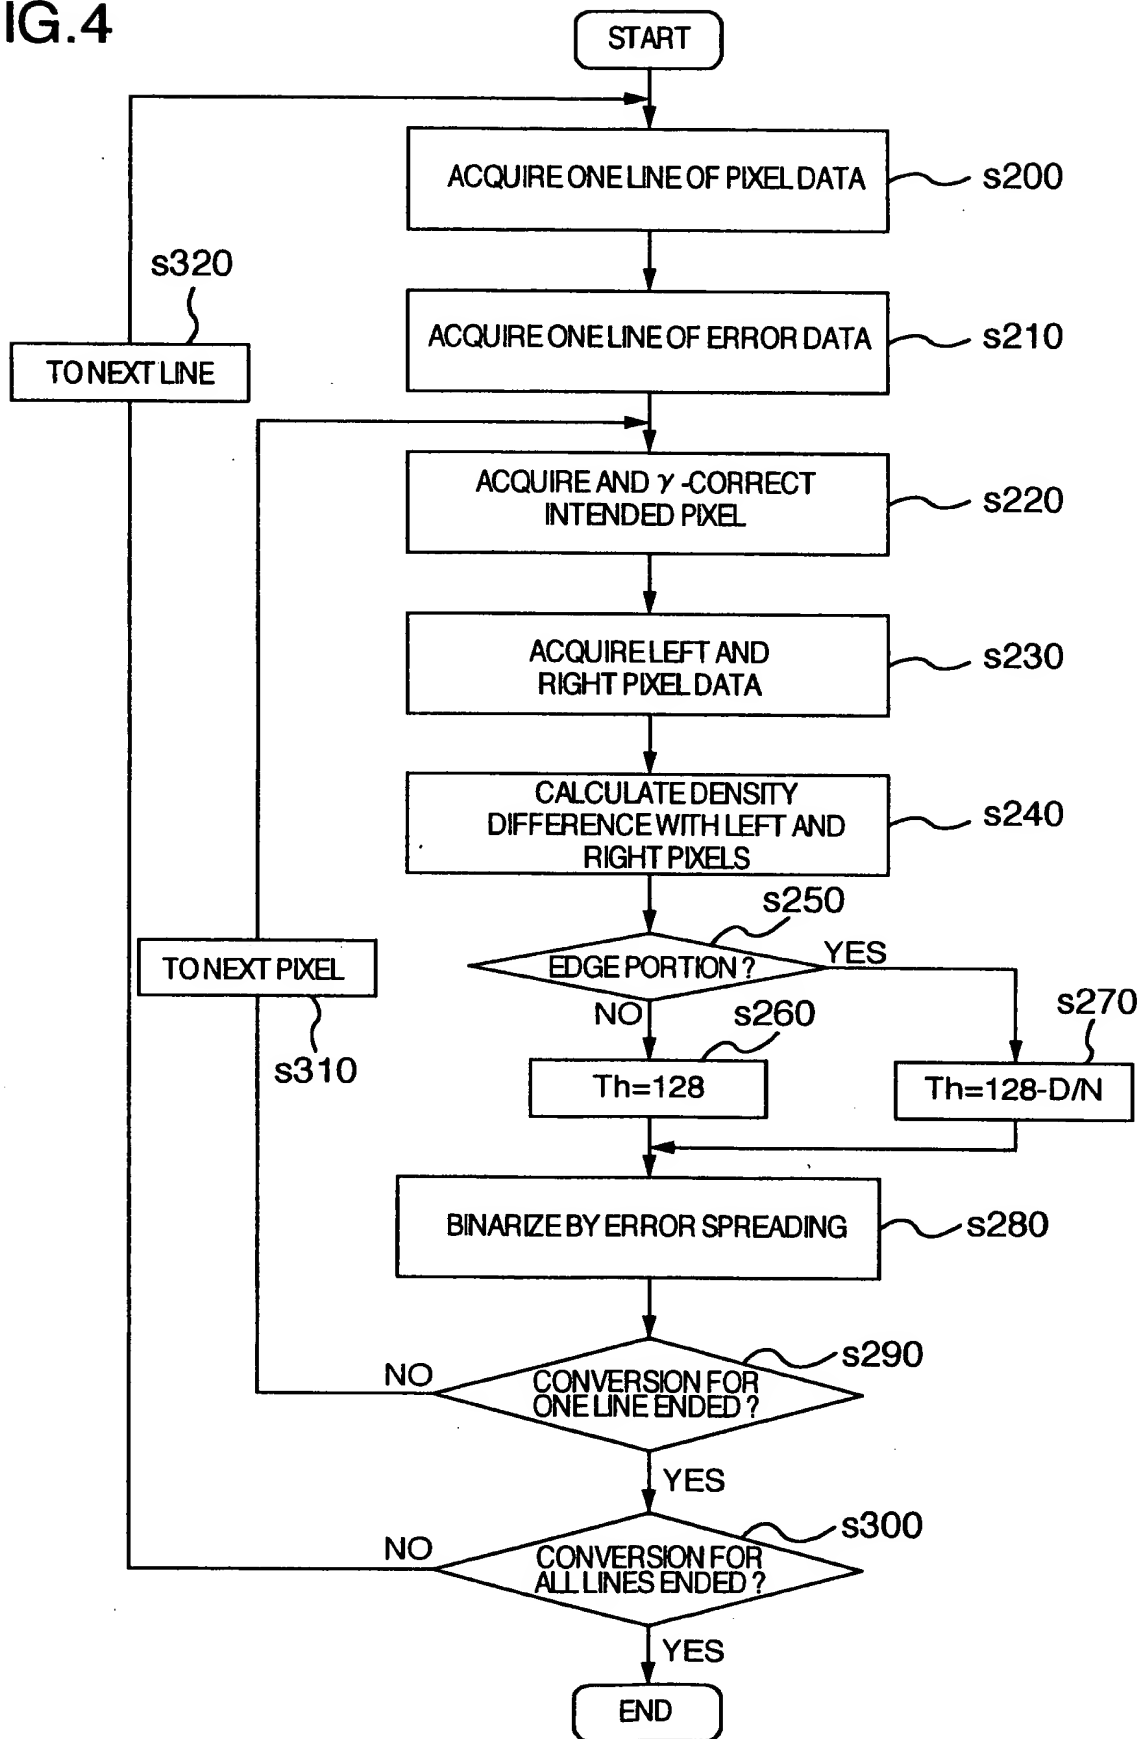 IG.4
START
ACQUIRE ONE LINE OF PIXEL DATA
s200
s320
ACQUIRE ONE LINE OF ERROR DATA
s210
TO NEXT LINE
ACQUIRE AND γ-CORRECT
INTENDED PIXEL
s220
ACQUIRE LEFT AND
RIGHT PIXEL DATA
s230
CALCULATE DENSITY
DIFFERENCE WITH LEFT AND
RIGHT PIXELS
s240
s250
EDGE PORTION ?
YES
TO NEXT PIXEL
NO
s260
s270
s310
Th=128
Th=128-D/N
BINARIZE BY ERROR SPREADING
s280
s290
NO
CONVERSION FOR
ONE LINE ENDED ?
YES
s300
NO
CONVERSION FOR
ALL LINES ENDED ?
YES
END